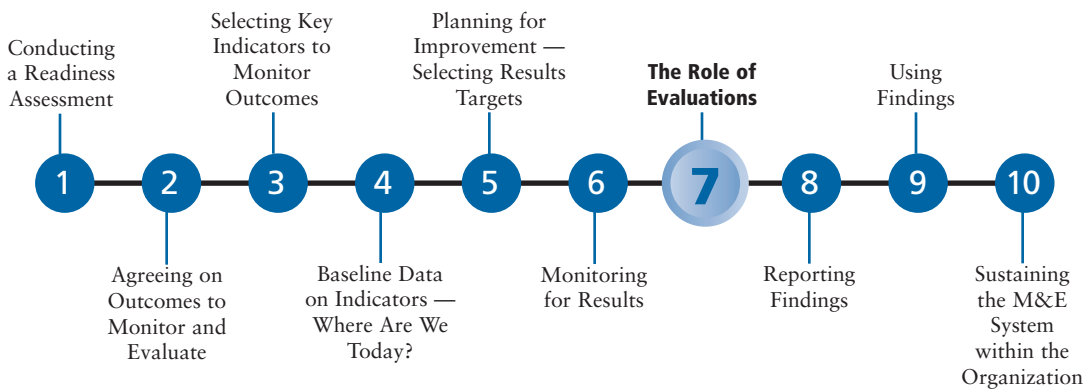 Conducting
a Readiness
Assessment
1
Agreeing on
Outcomes to
Monitor and
Evaluate
2
Selecting Key
Indicators to
Monitor
Outcomes
3
Baseline Data
on Indicators —
Where Are We
Today?
4
Planning for
Improvement —
Selecting Results
Targets
5
Monitoring
for Results
6
The Role of
Evaluations
7
Reporting
Findings
8
Using
Findings
9
Sustaining
the M&E
System
within the
Organization
10